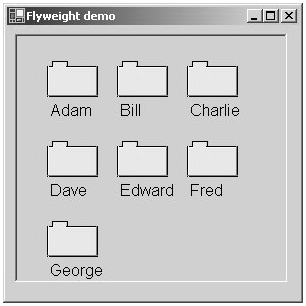 Flyweight demo
Adam Bill Charlie
Dave Edward Fred
George